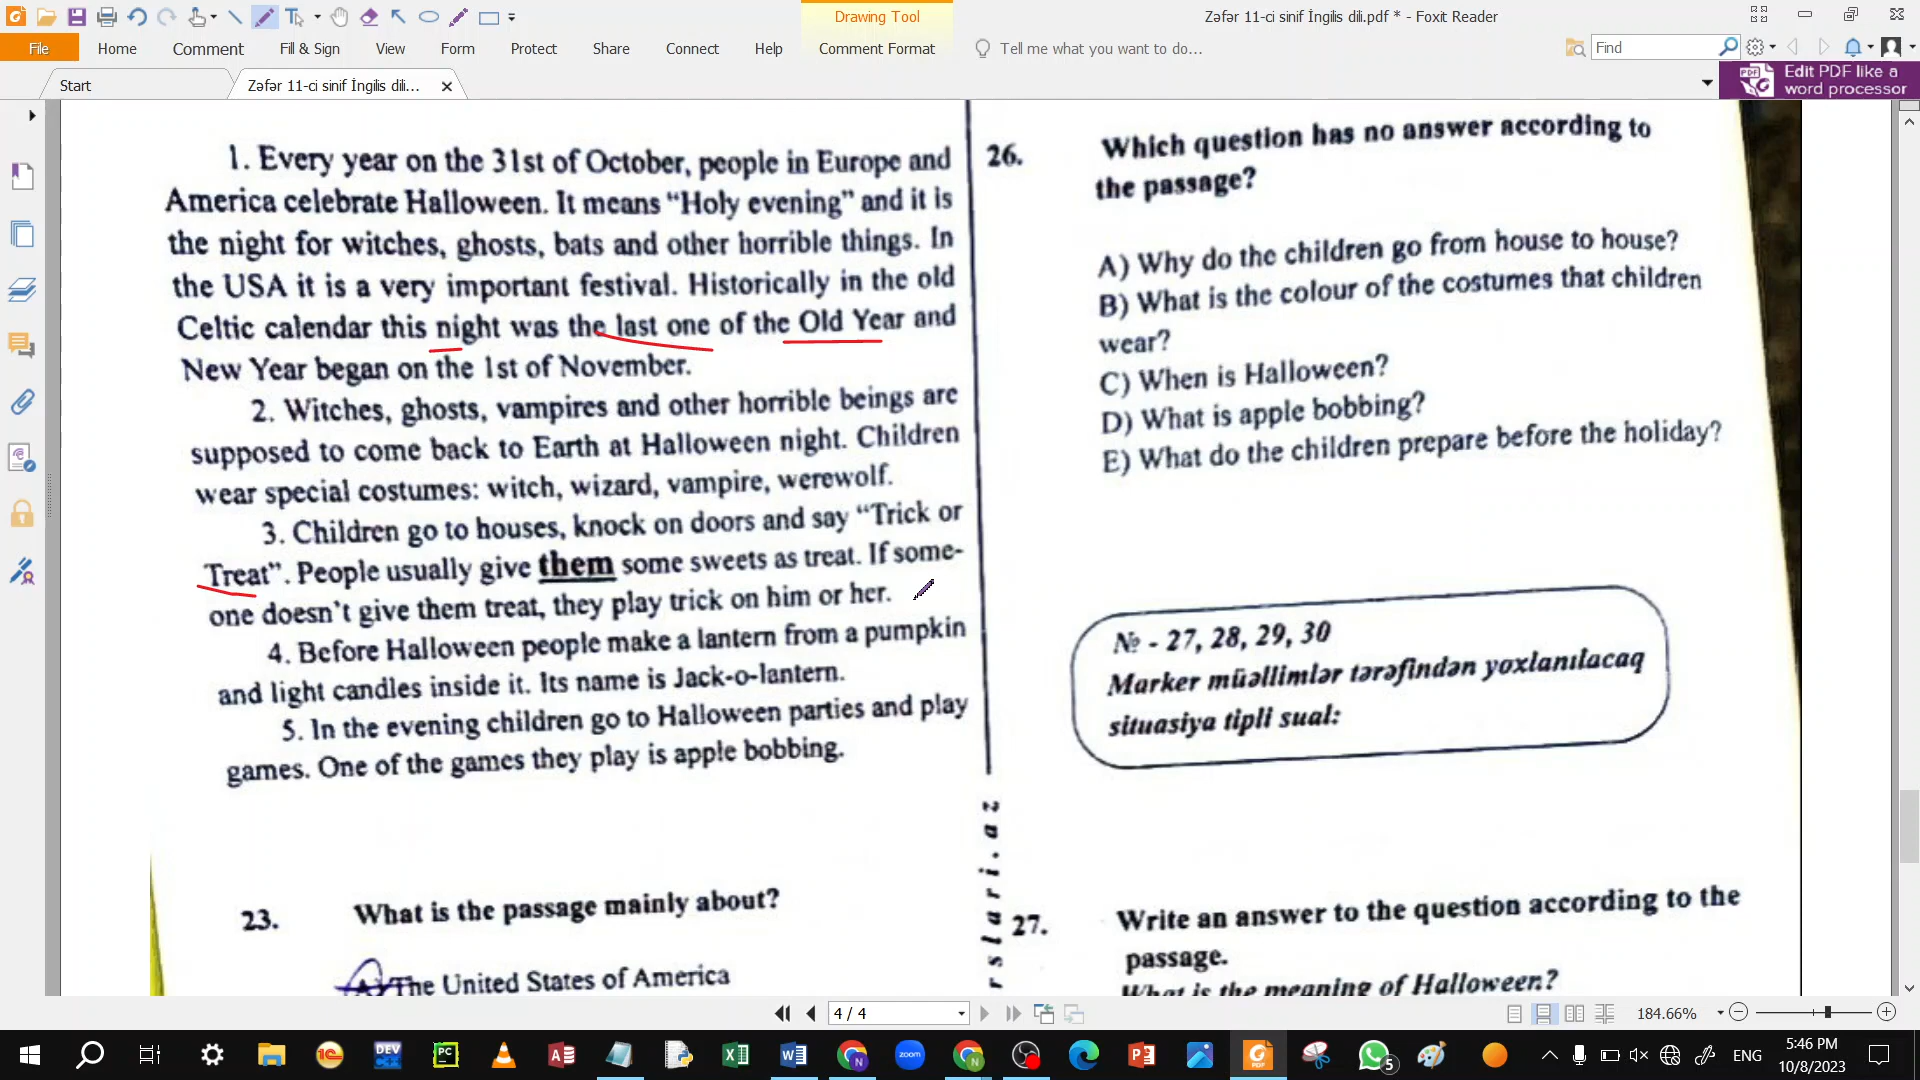 Drawing Tool
Zəfər 11-ci sinif İngilis dili.pdf * - Foxit Reader
File
Home
Comment
Fill & Sign
View
Form
Protect
Share
Connect
Help
Comment Format
Tell me what you want to do...
Find
Start
Zəfər 11-ci sinif İngilis dili...
Edit PDF like a
word processor
1. Every year on the 31st of October, people in Europe and
America celebrate Halloween. It means “Holy evening” and it is
the night for witches, ghosts, bats and other horrible things. In
the USA it is a very important festival. Historically in the old
Celtic calendar this night was the last one of the Old Year and
New Year began on the 1st of November.
2. Witches, ghosts, vampires and other horrible beings are
supposed to come back to Earth at Halloween night. Children
wear special costumes: witch, wizard, vampire, werewolf.
3. Children go to houses, knock on doors and say “Trick or
Treat”. People usually give them some sweets as treat. If some-
one doesn’t give them treat, they play trick on him or her.
4. Before Halloween people make a lantern from a pumpkin
and light candles inside it. Its name is Jack-o-lantern.
5. In the evening children go to Halloween parties and play
games. One of the games they play is apple bobbing.
23. What is the passage mainly about?
A) The United States of America
rslari.az
26. Which question has no answer according to
the passage?
A) Why do the children go from house to house?
B) What is the colour of the costumes that children
wear?
C) When is Halloween?
D) What is apple bobbing?
E) What do the children prepare before the holiday?
№ - 27, 28, 29, 30
Marker müəllimlər tərəfindən yoxlanılacaq
situasiya tipli sual:
27. Write an answer to the question according to the
passage.
What is the meaning of Halloween?
4 / 4
184.66%
ENG
5:46 PM
10/8/2023
5
zoom
DEV
PC